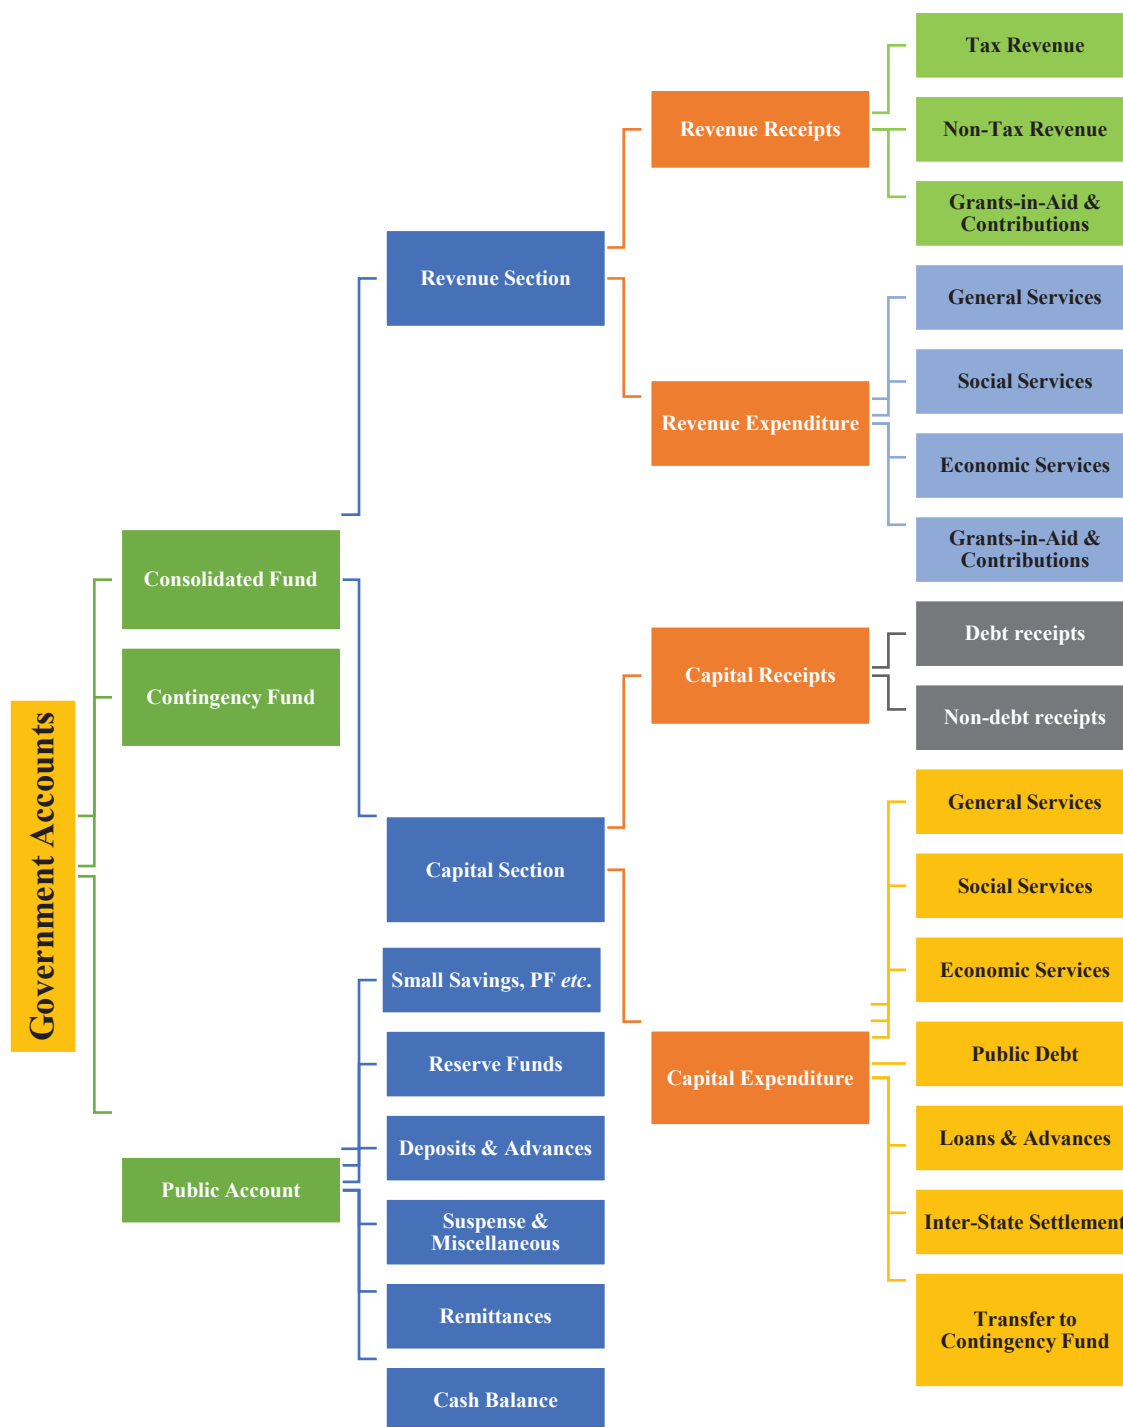 Government Accounts
Consolidated Fund
Contingency Fund
Public Account
Revenue Section
Capital Section
Small Savings, PF etc.
Reserve Funds
Deposits & Advances
Suspense &
Miscellaneous
Remittances
Cash Balance
Revenue Receipts
Revenue Expenditure
Capital Receipts
Capital Expenditure
Tax Revenue
Non-Tax Revenue
Grants-in-Aid &
Contributions
General Services
Social Services
Economic Services
Grants-in-Aid &
Contributions
Debt receipts
Non-debt receipts
General Services
Social Services
Economic Services
Public Debt
Loans & Advances
Inter-State Settlement
Transfer to
Contingency Fund